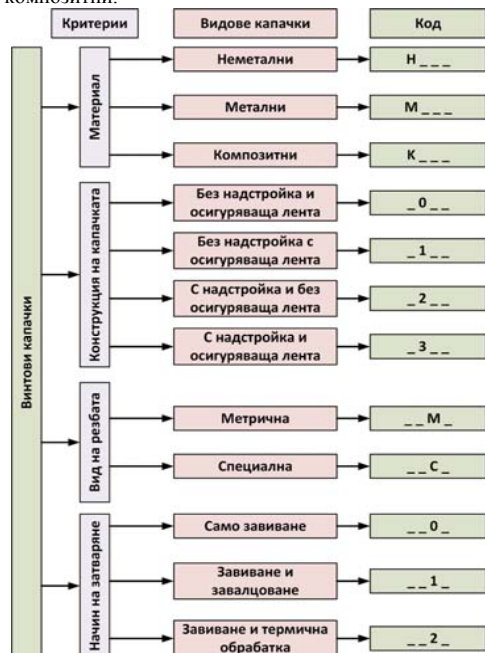 композитни.
Критерии
Видове капачки
Код
Винтови капачки
Материал
Неметални
Н _ _ _
Метални
М _ _ _
Композитни
К _ _ _
Конструкция на капачката
Без надстройка и
осигуряваща лента
_ 0 _ _
Без надстройка с
осигуряваща лента
_ 1 _ _
С надстройка и без
осигуряваща лента
_ 2 _ _
С надстройка и
осигуряваща лента
_ 3 _ _
Вид на резбата
Метрична
_ _ М _
Специална
_ _ С _
Начин на затваряне
Само завиване
_ _ 0 _
Завиване и
завалцоване
_ _ 1 _
Завиване и термична
обработка
_ _ 2 _